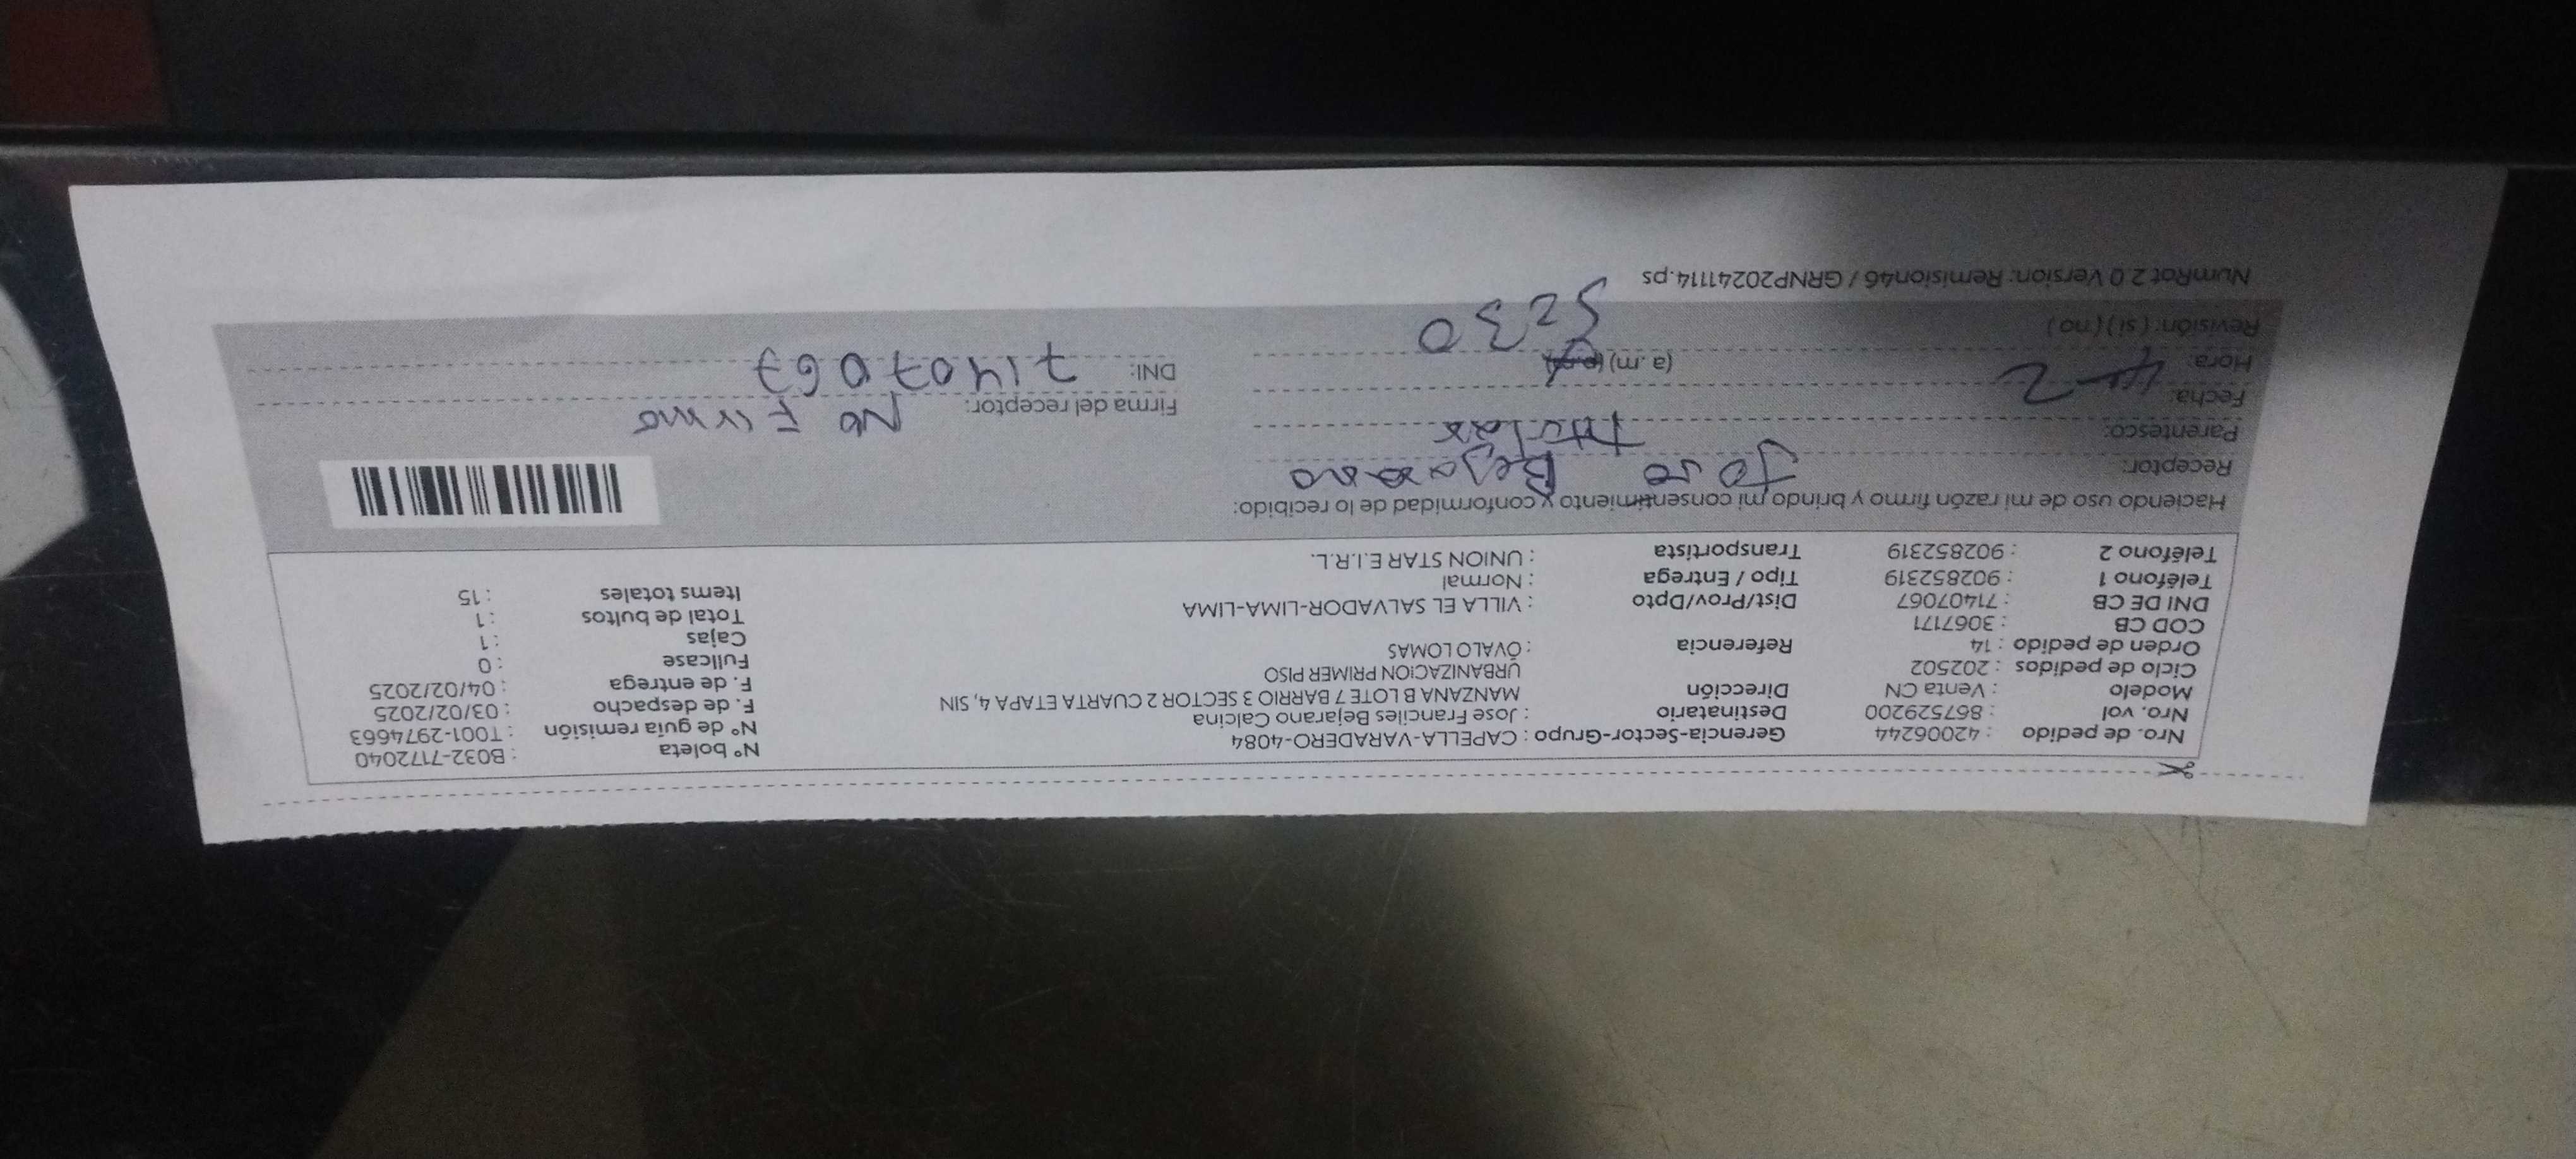 Nro. de pedido : 42006244 Gerencia-Sector-Grupo : CAPELLA-VARADERO-4084 N° boleta : B032-7172040
Nro. vol : 867529200 Destinatario : Jose Franciles Bejarano Calcina N° de guía remisión : T001-2974663
Modelo : Venta CN Dirección MANZANA B LOTE 7 BARRIO 3 SECTOR 2 CUARTA ETAPA 4, SIN F. de despacho : 03/02/2025
Ciclo de pedidos : 202502 URBANIZACION PRIMER PISO F. de entrega : 04/02/2025
Orden de pedido : 14 Referencia : ÓVALO LOMAS Fullcase : 0
COD CB : 3067171 Cajas : 1
DNI DE CB : 71407067 Dist/Prov/Dpto : VILLA EL SALVADOR-LIMA-LIMA Total de bultos : 1
Teléfono 1 : 902852319 Tipo / Entrega : Normal Items totales : 15
Teléfono 2 : 902852319 Transportista : UNION STAR E.I.R.L.
Haciendo uso de mi razón firmo y brindo mi consentimiento y conformidad de lo recibido:
Receptor: Jose Bejarano
Parentesco: titular Firma del receptor: No Firma
Fecha: 4-2 DNI: 71407067
Hora: (a.m) (p.m) 5:30
Revisión: (si) (no)
NumRot 2.0 Version: Remision46 / GRNP20241114.ps